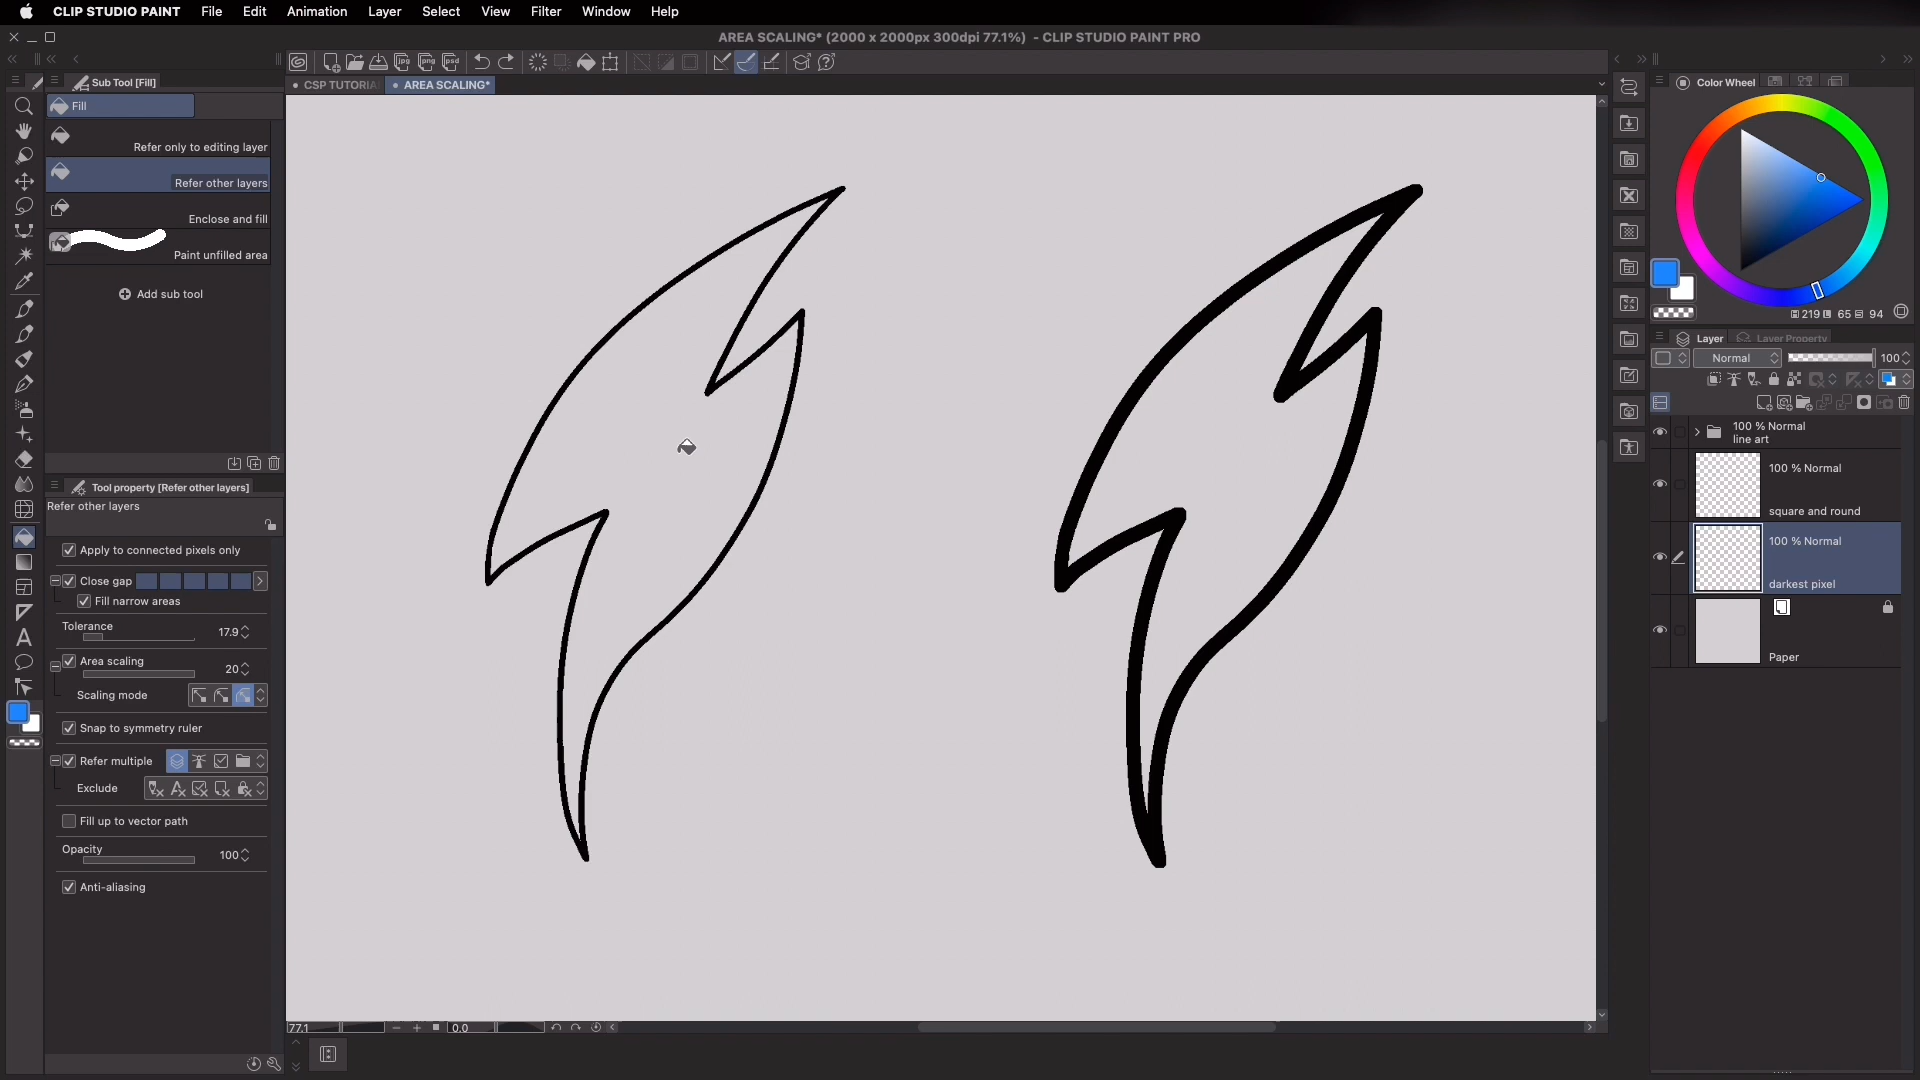 CLIP STUDIO PAINT File Edit Animation Layer Select View Filter Window Help
AREA SCALING* (2000 x 2000px 300dpi 77.1%) - CLIP STUDIO PAINT PRO
Sub Tool [Fill]
Fill
Refer only to editing layer
Refer other layers
Enclose and fill
Paint unfilled area
Add sub tool
Tool property [Refer other layers]
Refer other layers
Apply to connected pixels only
Close gap
Fill narrow areas
Tolerance 17.9
Area scaling 20
Scaling mode
Snap to symmetry ruler
Refer multiple
Exclude
Fill up to vector path
Opacity 100
Anti-aliasing
jpg png psd
CSP TUTORIA
AREA SCALING*
77.1 0.0
Color Wheel
219 65 94
Layer Layer Property
Normal 100
100 % Normal
line art
100 % Normal
square and round
100 % Normal
darkest pixel
Paper